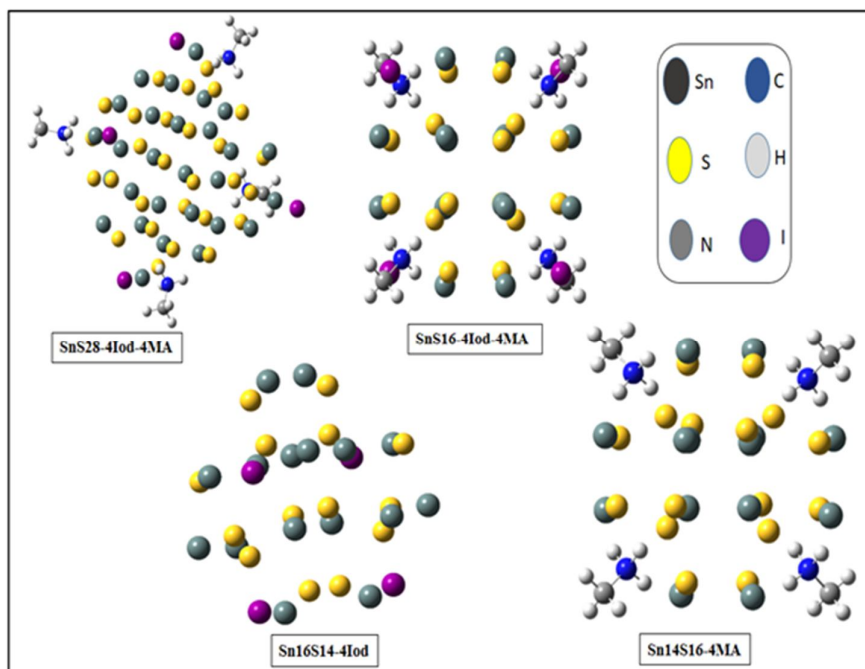 Sn C
S H
N I
SnS28-4Iod-4MA
SnS16-4Iod-4MA
Sn16S14-4Iod
Sn14S16-4MA